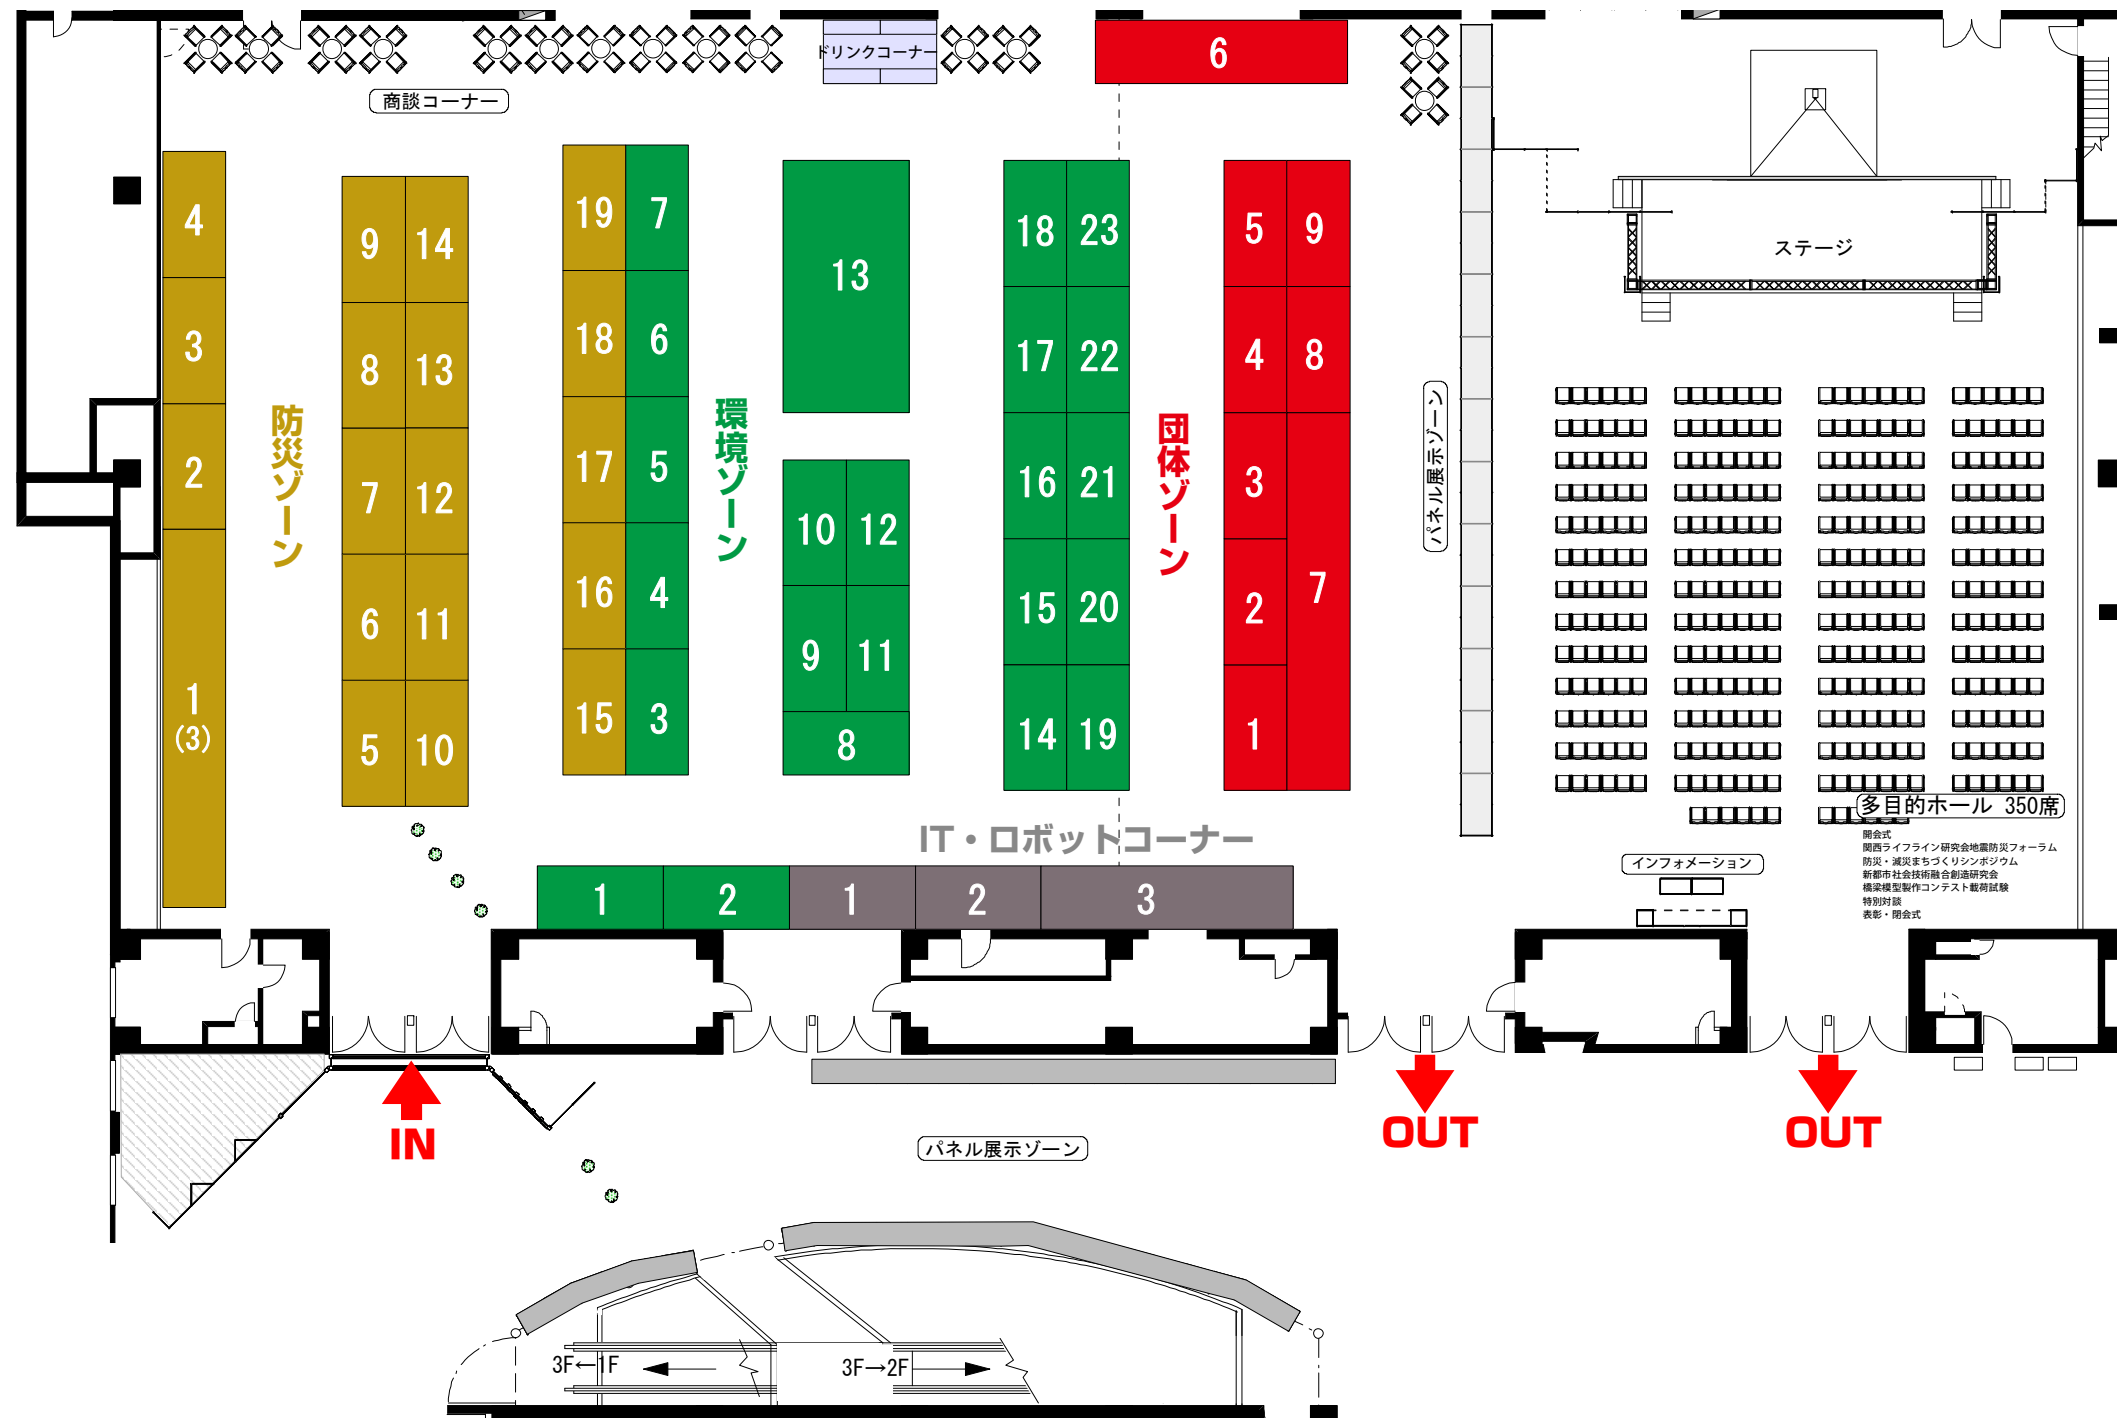 ドリンクコーナー
6
商談コーナー
4
3
2
1
(3)
防災ゾーン
9 14
8 13
7 12
6 11
5 10
19 7
18 6
17 5
16 4
15 3
環境ゾーン
13
10 12
9 11
8
18 23
17 22
16 21
15 20
14 19
団体ゾーン
5 9
4 8
3
2
7
1
パネル展示ゾーン
ステージ
多目的ホール 350席
開会式
関西ライフライン研究会地震防災フォーラム
防災・減災まちづくりシンポジウム
新都市社会技術融合創造研究会
橋梁模型製作コンテスト載荷試験
特別対談
表彰・閉会式
インフォメーション
IT・ロボットコーナー
1 2 1 2 3
IN
OUT
OUT
パネル展示ゾーン
3F←1F
3F→2F